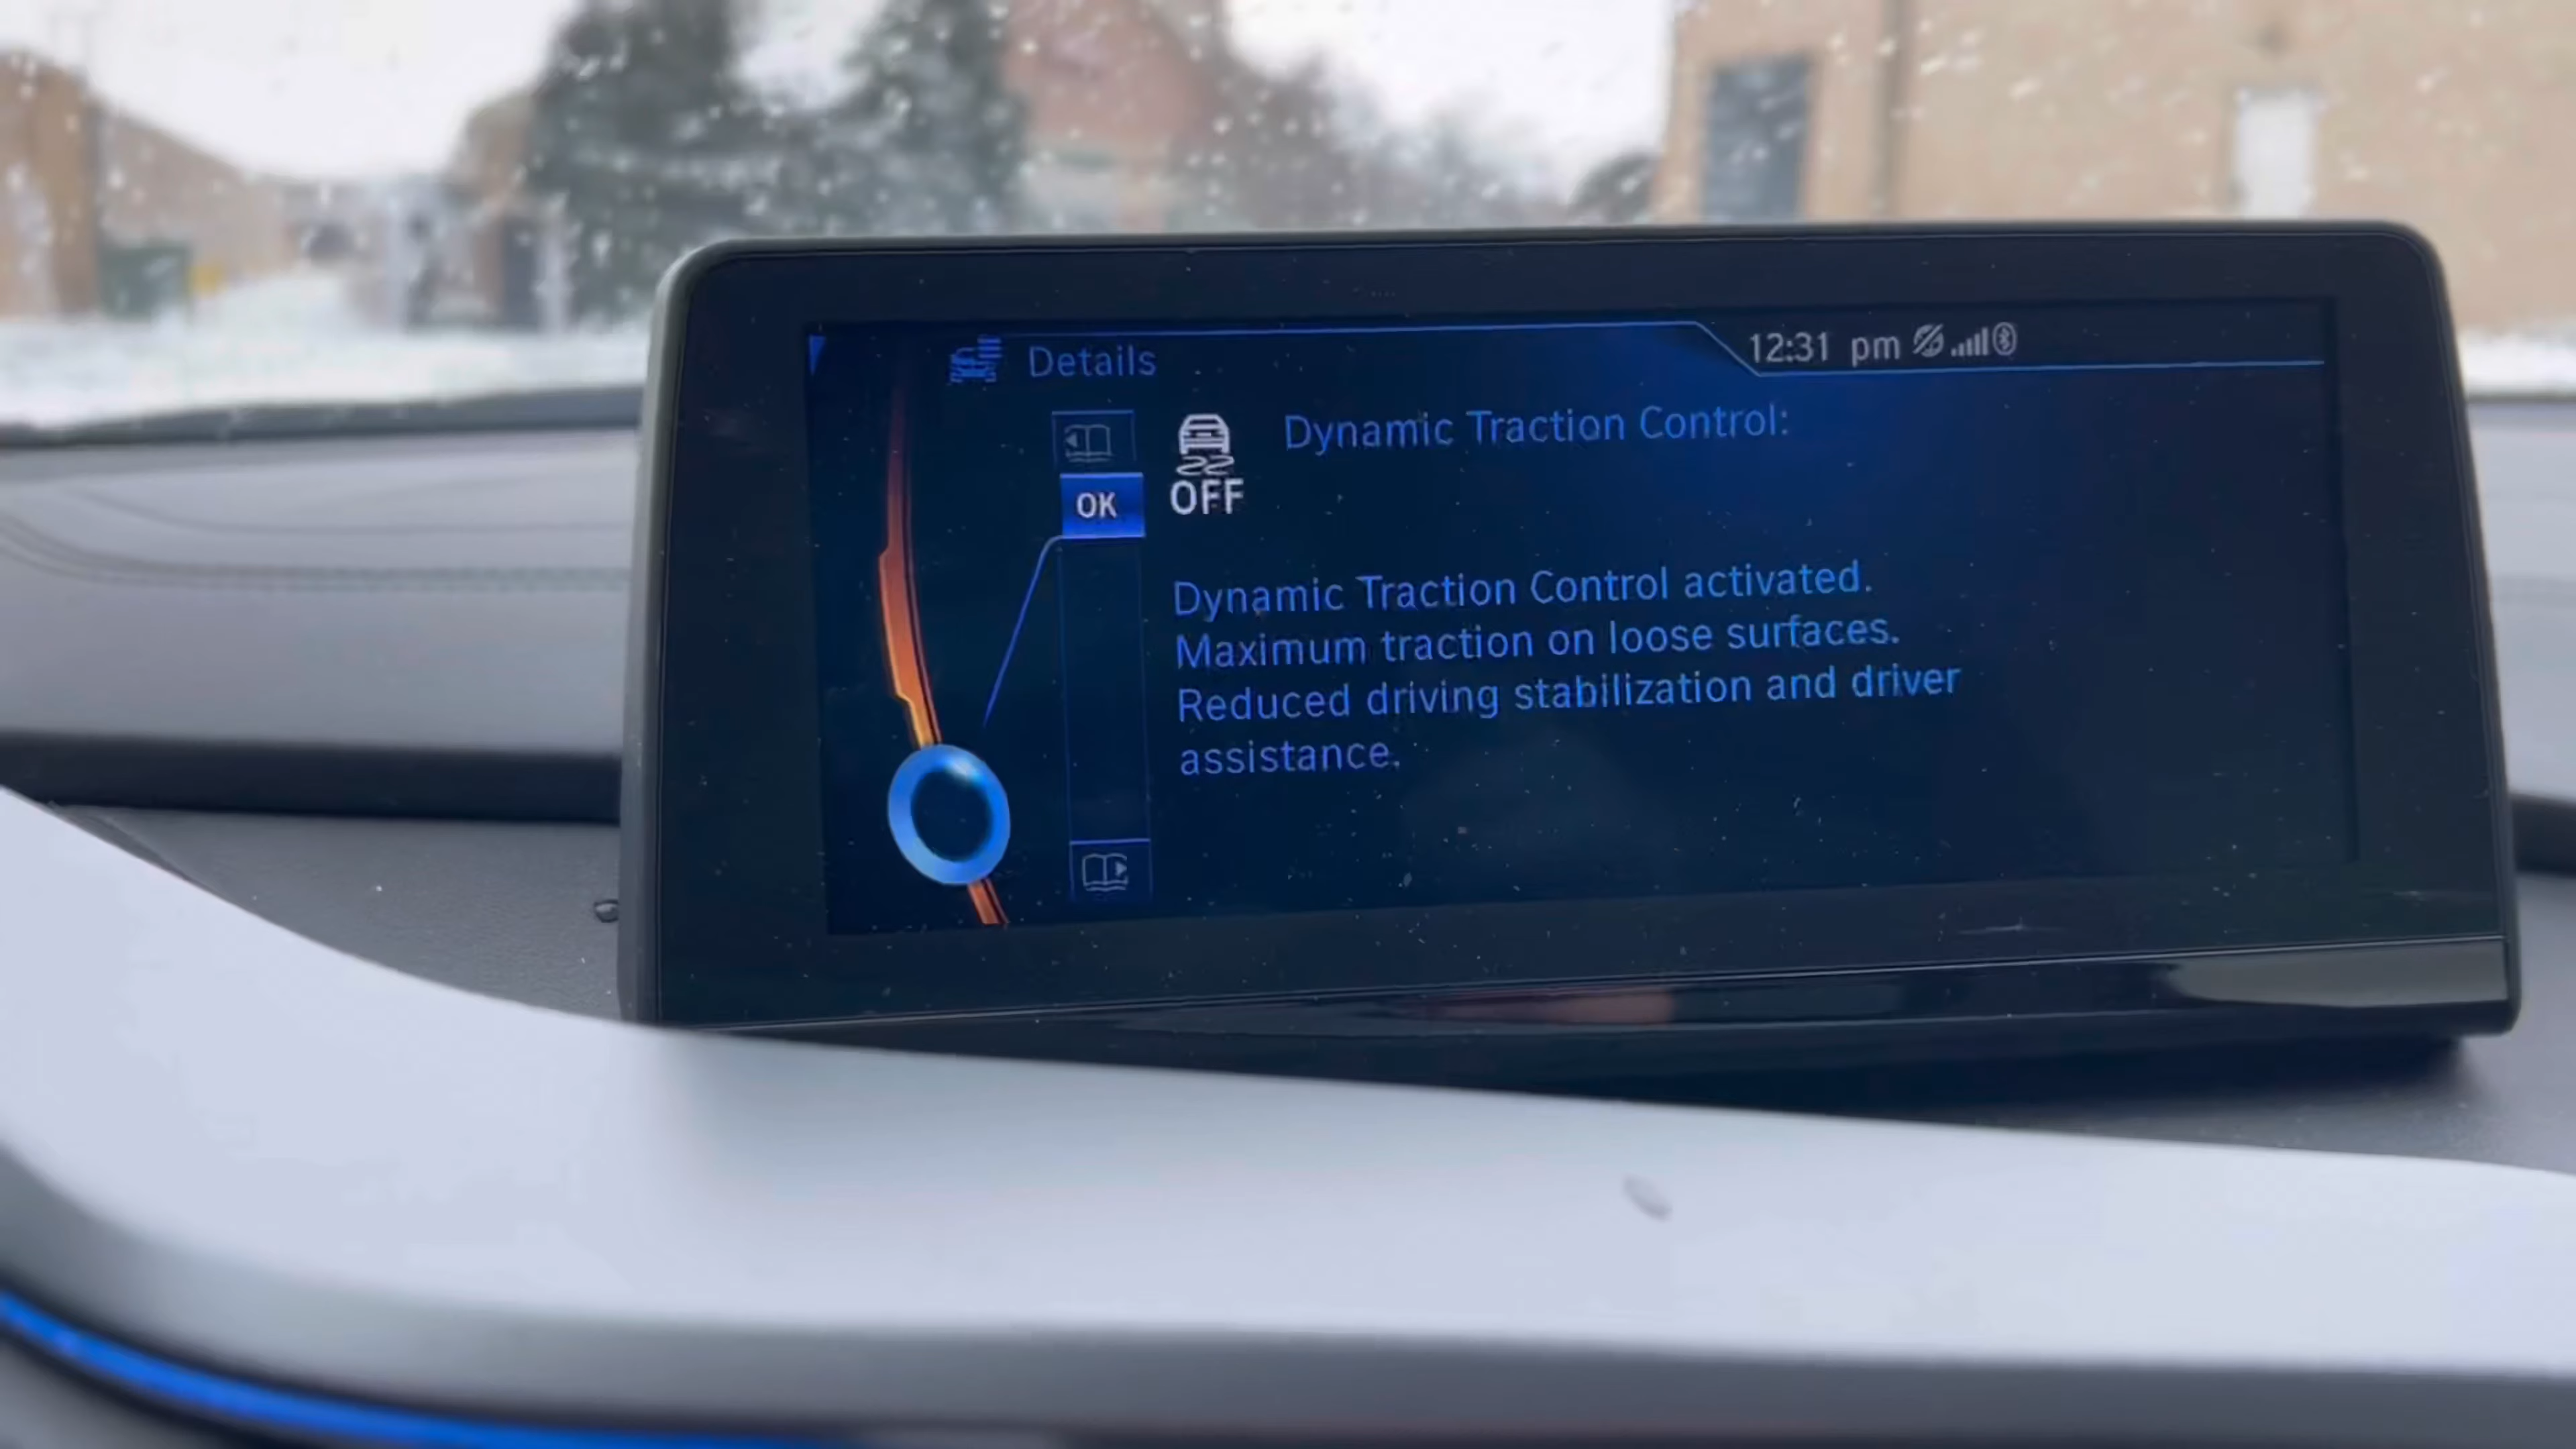 Details
12:31 pm
Dynamic Traction Control:
OK
OFF
Dynamic Traction Control activated.
Maximum traction on loose surfaces.
Reduced driving stabilization and driver
assistance.